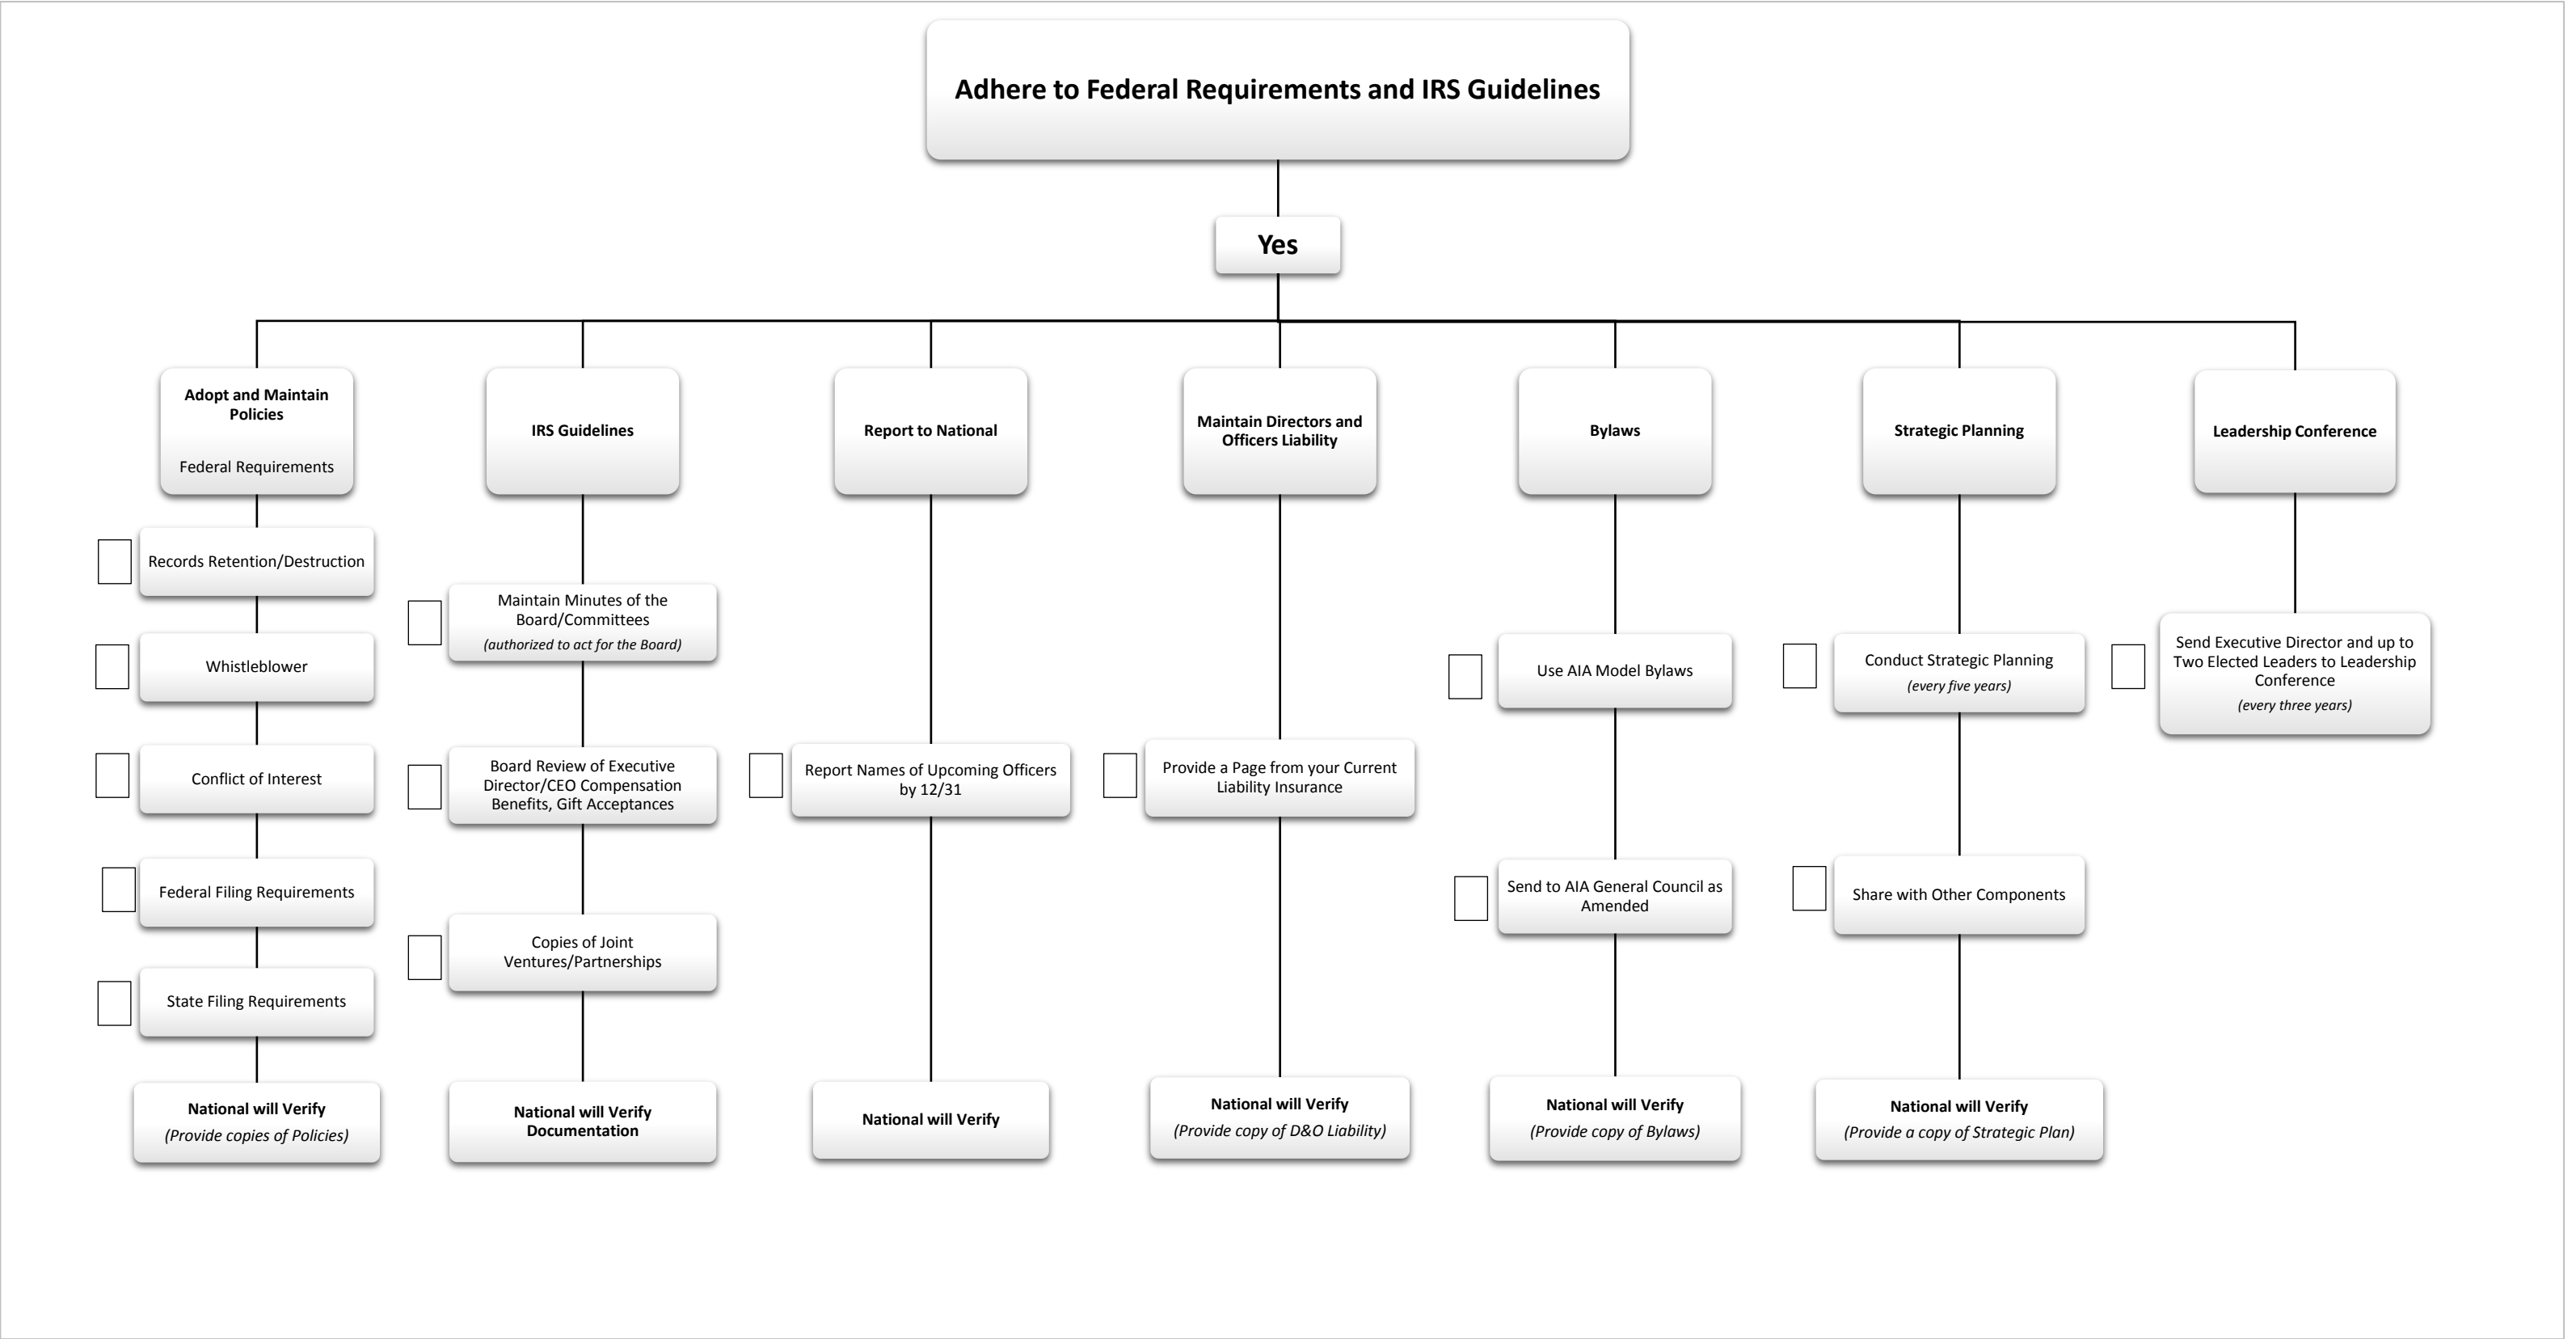 Adhere to Federal Requirements and IRS Guidelines
Yes
Adopt and Maintain
Policies
Federal Requirements
Records Retention/Destruction
Whistleblower
Conflict of Interest
Federal Filing Requirements
State Filing Requirements
National will Verify
(Provide copies of Policies)
IRS Guidelines
Maintain Minutes of the
Board/Committees
(authorized to act for the Board)
Board Review of Executive
Director/CEO Compensation
Benefits, Gift Acceptances
Copies of Joint
Ventures/Partnerships
National will Verify
Documentation
Report to National
Report Names of Upcoming Officers
by 12/31
National will Verify
Maintain Directors and
Officers Liability
Provide a Page from your Current
Liability Insurance
National will Verify
(Provide copy of D&O Liability)
Bylaws
Use AIA Model Bylaws
Send to AIA General Council as
Amended
National will Verify
(Provide copy of Bylaws)
Strategic Planning
Conduct Strategic Planning
(every five years)
Share with Other Components
National will Verify
(Provide a copy of Strategic Plan)
Leadership Conference
Send Executive Director and up to
Two Elected Leaders to Leadership
Conference
(every three years)